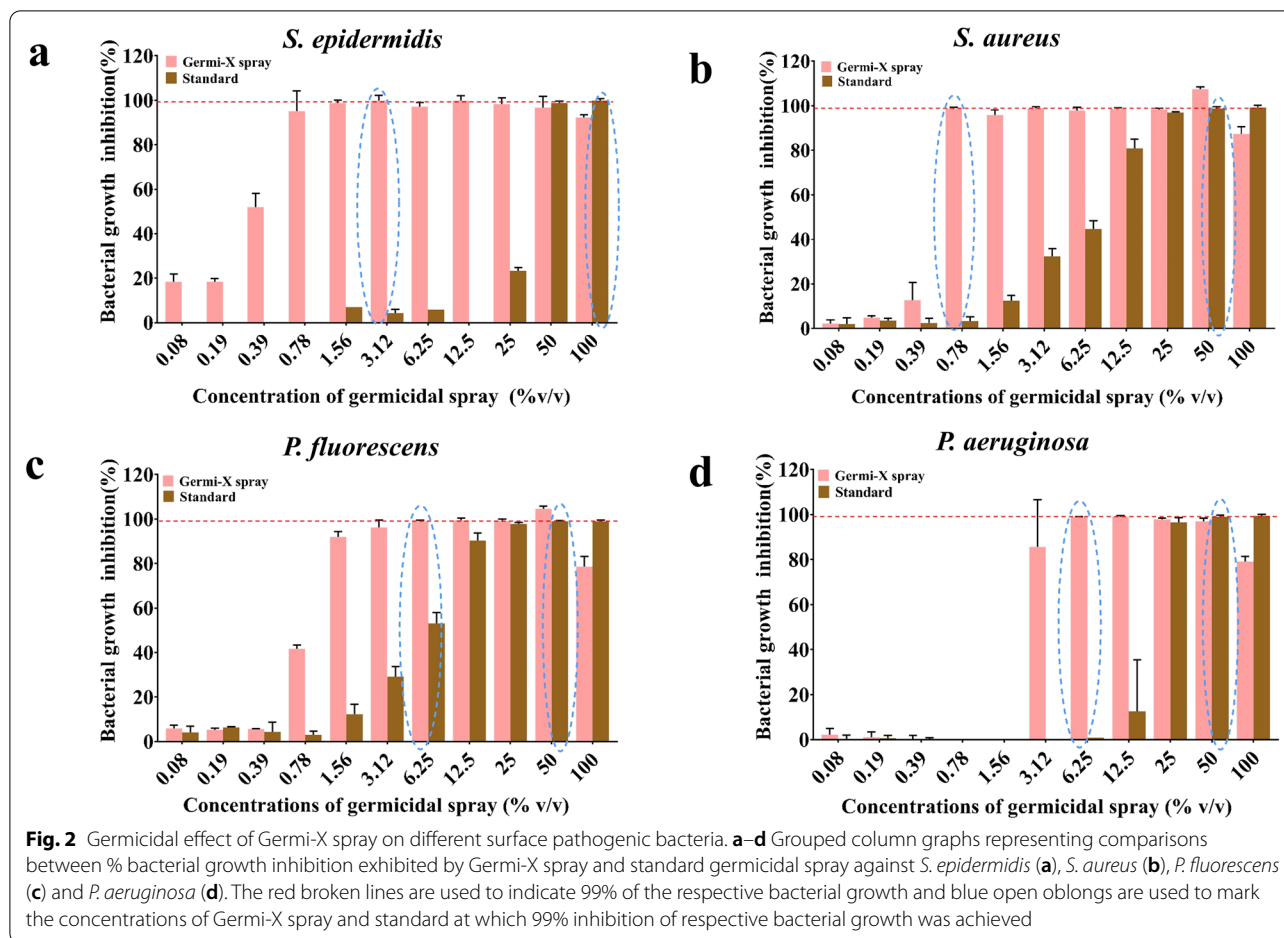 a
S. epidermidis
Germi-X spray
Standard
Bacterial growth inhibition(%)
120
100
80
60
40
20
0
0.08 0.19 0.39 0.78 1.56 3.12 6.25 12.5 25 50 100
Concentration of germicidal spray (%v/v)
b
S. aureus
Germi-X spray
Standard
Bacterial growth inhibition(%)
120
100
80
60
40
20
0
0.08 0.19 0.39 0.78 1.56 3.12 6.25 12.5 25 50 100
Concentrations of germicidal spray (% v/v)
c
P. fluorescens
Germi-X spray
Standard
Bacterial growth inhibition(%)
120
100
80
60
40
20
0
0.08 0.19 0.39 0.78 1.56 3.12 6.25 12.5 25 50 100
Concentrations of germicidal spray (% v/v)
d
P. aeruginosa
Germi-X spray
Standard
Bacterial growth inhibition(%)
120
100
80
60
40
20
0
0.08 0.19 0.39 0.78 1.56 3.12 6.25 12.5 25 50 100
Concentrations of germicidal spray (% v/v)
Fig. 2 Germicidal effect of Germi-X spray on different surface pathogenic bacteria. a–d Grouped column graphs representing comparisons
between % bacterial growth inhibition exhibited by Germi-X spray and standard germicidal spray against S. epidermidis (a), S. aureus (b), P. fluorescens
(c) and P. aeruginosa (d). The red broken lines are used to indicate 99% of the respective bacterial growth and blue open oblongs are used to mark
the concentrations of Germi-X spray and standard at which 99% inhibition of respective bacterial growth was achieved